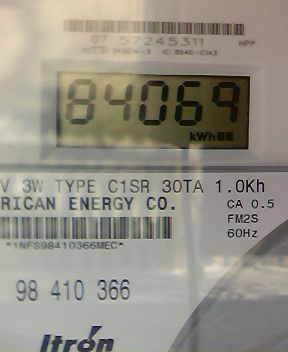 07 57245311 HPP
84069
kWh
V 3W TYPE C1SR 30TA 1.0Kh
RICAN ENERGY CO. CA 0.5
FM2S
*1NFS98410366MEC* 60Hz
98 410 366
Itron